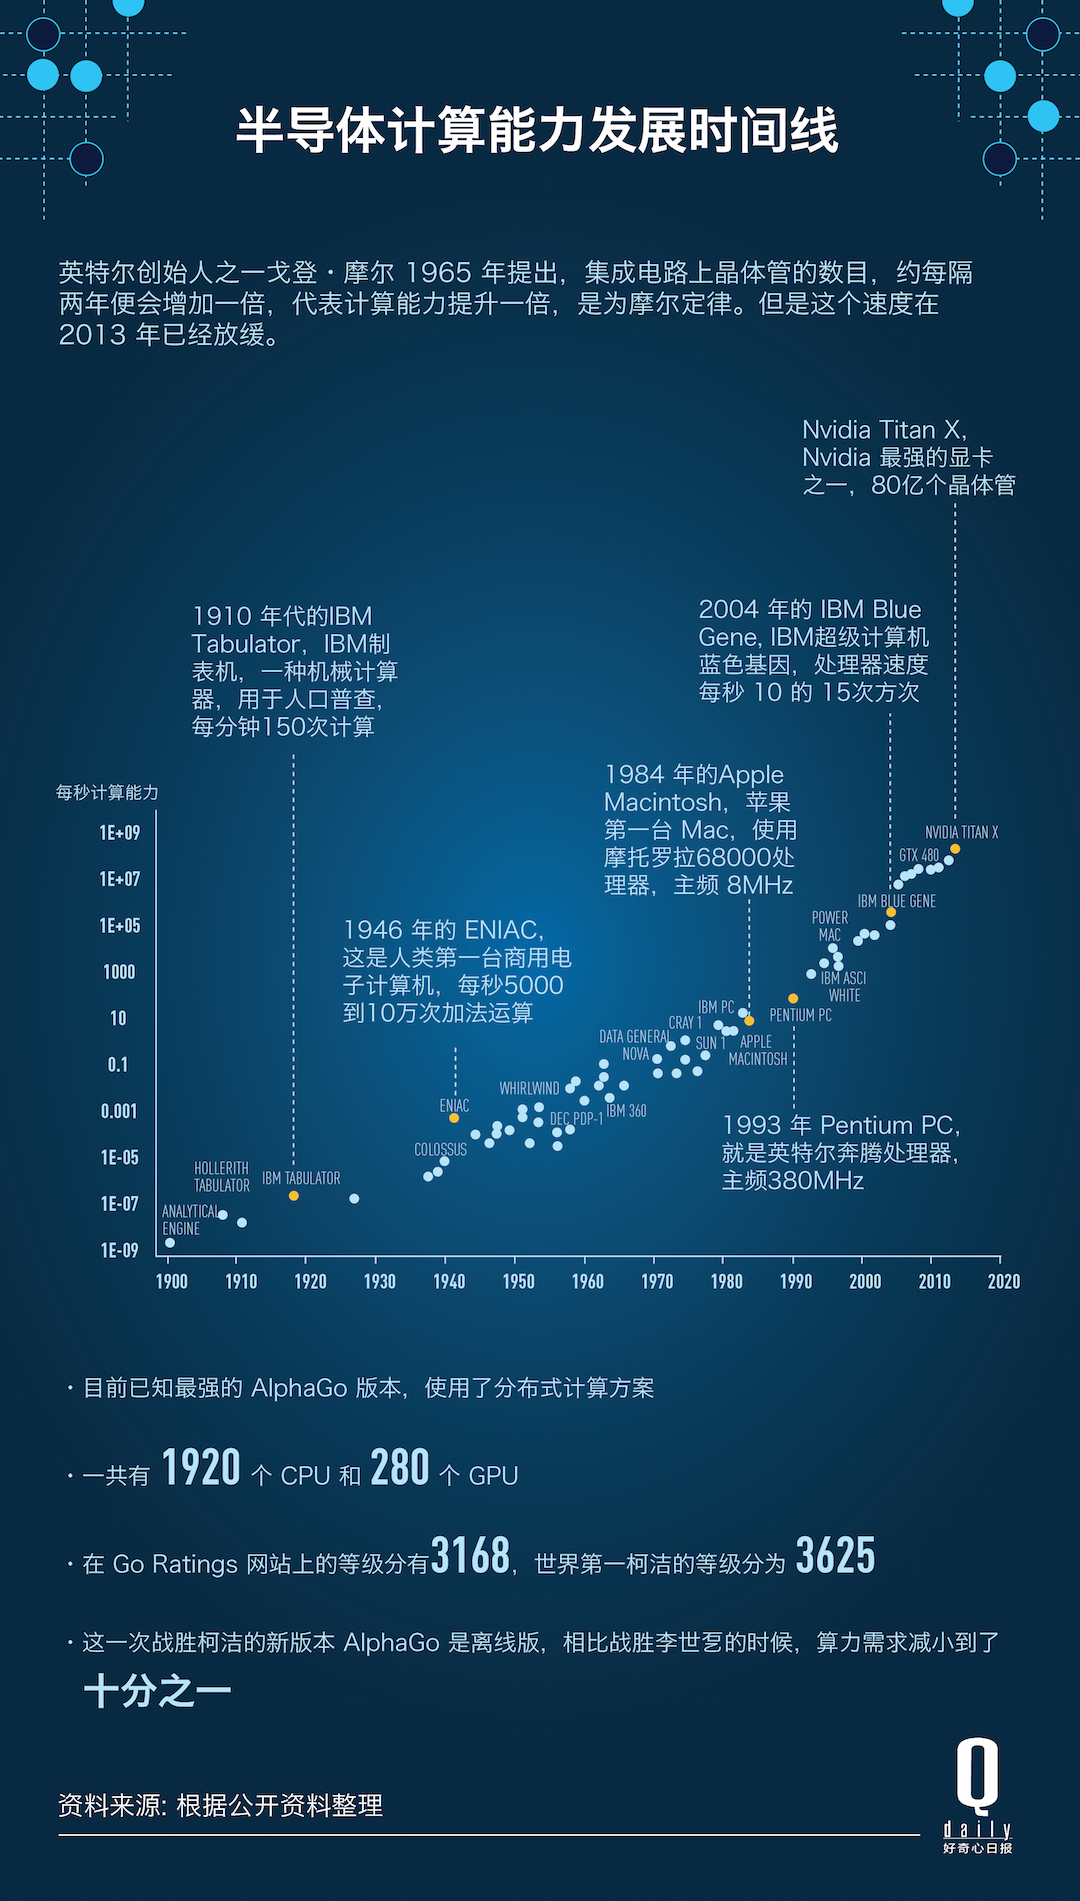 半导体计算能力发展时间线
英特尔创始人之一戈登·摩尔 1965 年提出，集成电路上晶体管的数目，约每隔
两年便会增加一倍，代表计算能力提升一倍，是为摩尔定律。但是这个速度在
2013 年已经放缓。
Nvidia Titan X,
Nvidia 最强的显卡
之一，80亿个晶体管
1910 年代的IBM
Tabulator，IBM制
表机，一种机械计算
器，用于人口普查，
每分钟150次计算
2004 年的 IBM Blue
Gene, IBM超级计算机
蓝色基因，处理器速度
每秒 10 的 15次方次
1984 年的Apple
Macintosh，苹果
第一台 Mac，使用
摩托罗拉68000处
理器，主频 8MHz
1946 年的 ENIAC，
这是人类第一台商用电
子计算机，每秒5000
到10万次加法运算
每秒计算能力
1E+09
1E+07
1E+05
1000
10
0.1
0.001
1E-05
1E-07
1E-09
NVIDIA TITAN X
GTX 480
IBM BLUE GENE
POWER
MAC
IBM ASCI
WHITE
PENTIUM PC
IBM PC
CRAY 1
SUN 1
APPLE
MACINTOSH
DATA GENERAL
NOVA
WHIRLWIND
IBM 360
DEC PDP-1
ENIAC
COLOSSUS
HOLLERITH
TABULATOR
IBM TABULATOR
ANALYTICAL
ENGINE
1993 年 Pentium PC,
就是英特尔奔腾处理器，
主频380MHz
1900 1910 1920 1930 1940 1950 1960 1970 1980 1990 2000 2010 2020
·目前已知最强的 AlphaGo 版本，使用了分布式计算方案
·一共有 1920 个 CPU 和 280 个 GPU
·在 Go Ratings 网站上的等级分有3168，世界第一柯洁的等级分为 3625
·这一次战胜柯洁的新版本 AlphaGo 是离线版，相比战胜李世乭的时候，算力需求减小到了
十分之一
资料来源: 根据公开资料整理
Q
daily
好奇心日报